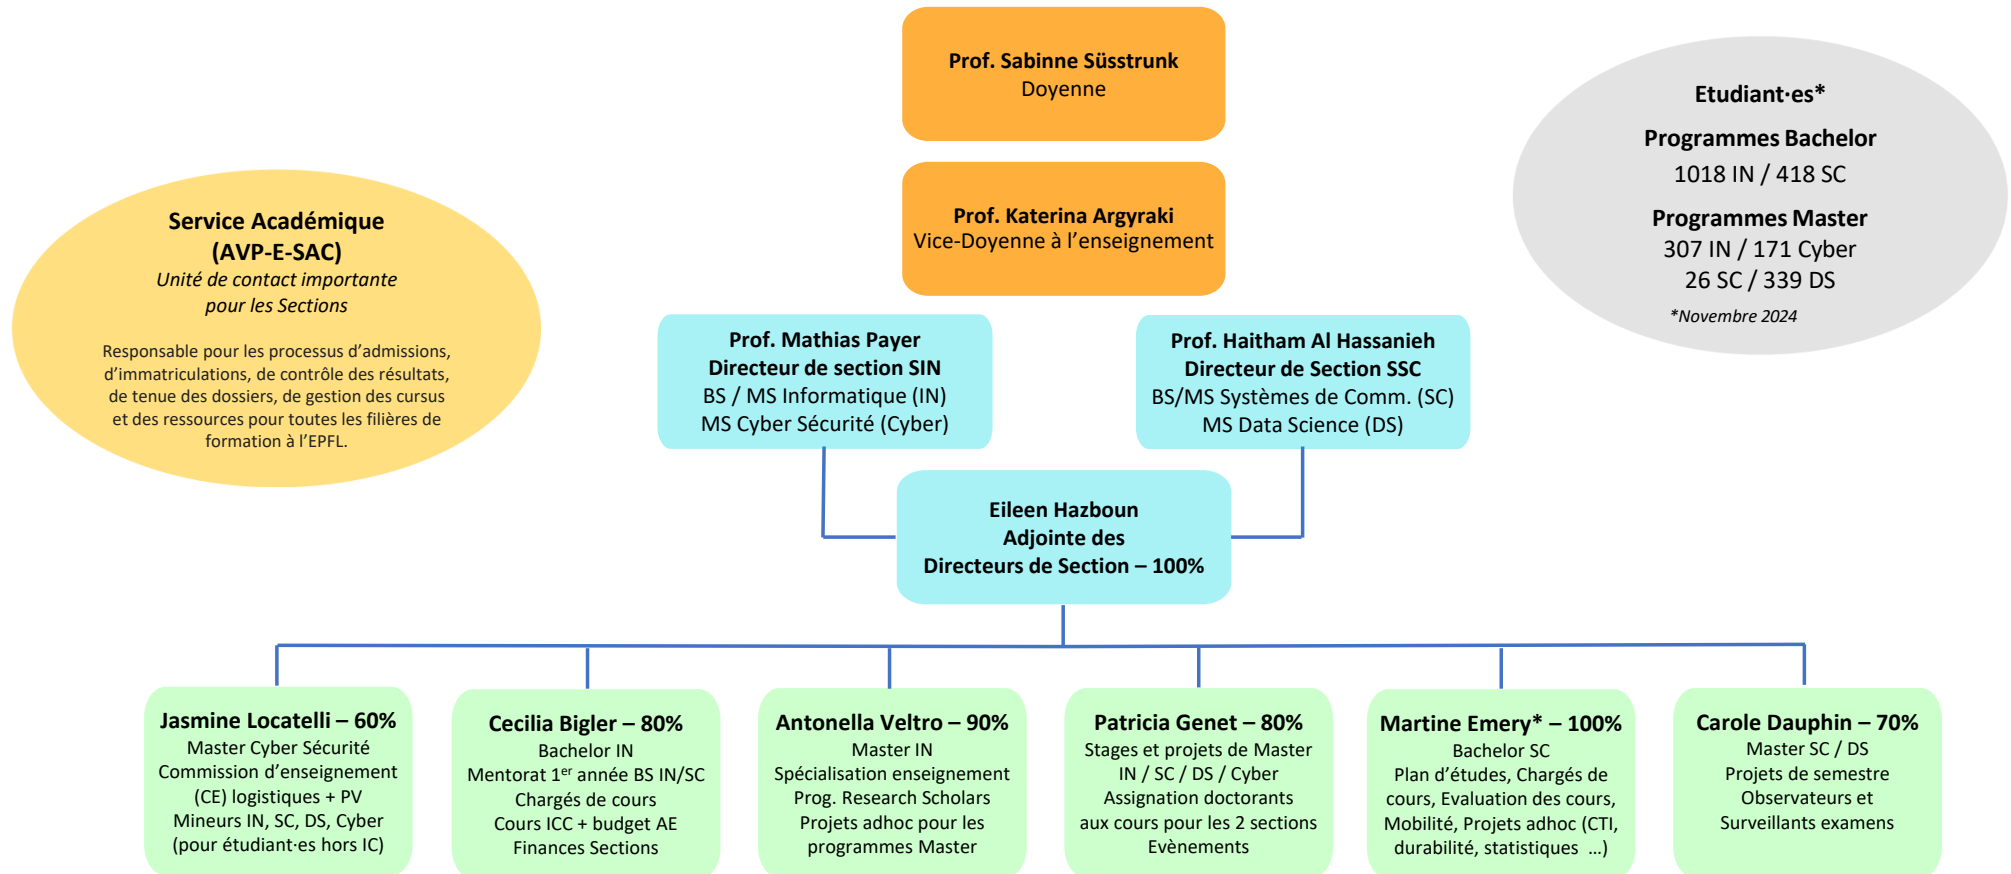 Prof. Sabinne Süsstrunk
Doyenne
Prof. Katerina Argyraki
Vice-Doyenne à l’enseignement
Etudiant·es*
Programmes Bachelor
1018 IN / 418 SC
Programmes Master
307 IN / 171 Cyber
26 SC / 339 DS
*Novembre 2024
Service Académique
(AVP-E-SAC)
Unité de contact importante
pour les Sections
Responsable pour les processus d’admissions,
d’immatriculations, de contrôle des résultats,
de tenue des dossiers, de gestion des cursus
et des ressources pour toutes les filières de
formation à l’EPFL.
Prof. Mathias Payer
Directeur de section SIN
BS / MS Informatique (IN)
MS Cyber Sécurité (Cyber)
Prof. Haitham Al Hassanieh
Directeur de Section SSC
BS/MS Systèmes de Comm. (SC)
MS Data Science (DS)
Eileen Hazboun
Adjointe des
Directeurs de Section – 100%
Jasmine Locatelli – 60%
Master Cyber Sécurité
Commission d’enseignement
(CE) logistiques + PV
Mineurs IN, SC, DS, Cyber
(pour étudiant·es hors IC)
Cecilia Bigler – 80%
Bachelor IN
Mentorat 1er année BS IN/SC
Chargés de cours
Cours ICC + budget AE
Finances Sections
Antonella Veltro – 90%
Master IN
Spécialisation enseignement
Prog. Research Scholars
Projets adhoc pour les
programmes Master
Patricia Genet – 80%
Stages et projets de Master
IN / SC / DS / Cyber
Assignation doctorants
aux cours pour les 2 sections
Evènements
Martine Emery* – 100%
Bachelor SC
Plan d’études, Chargés de
cours, Evaluation des cours,
Mobilité, Projets adhoc (CTI,
durabilité, statistiques …)
Carole Dauphin – 70%
Master SC / DS
Projets de semestre
Observateurs et
Surveillants examens